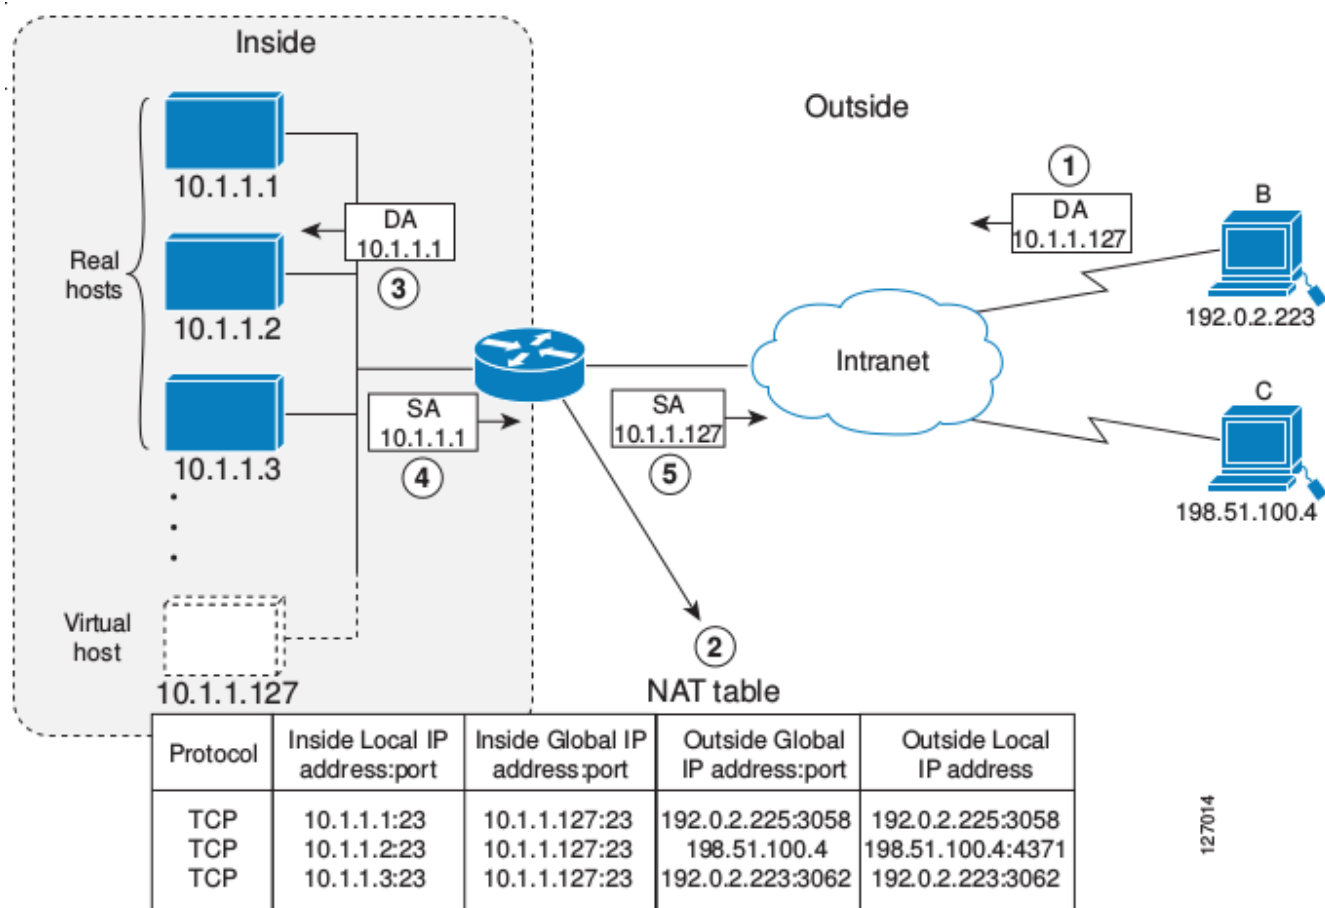 Inside
Outside
10.1.1.1
DA
10.1.1.1
3
Real
hosts
10.1.1.2
1
DA
10.1.1.127
B
192.0.2.223
Intranet
SA
10.1.1.1
4
SA
10.1.1.127
5
C
198.51.100.4
10.1.1.3
Virtual
host
10.1.1.127
2
NAT table
Protocol
Inside Local IP
address:port
Inside Global IP
address:port
Outside Global
IP address:port
Outside Local
IP address
TCP 10.1.1.1:23 10.1.1.127:23 192.0.2.225:3058 192.0.2.225:3058
TCP 10.1.1.2:23 10.1.1.127:23 198.51.100.4 198.51.100.4:4371
TCP 10.1.1.3:23 10.1.1.127:23 192.0.2.223:3062 192.0.2.223:3062
127014